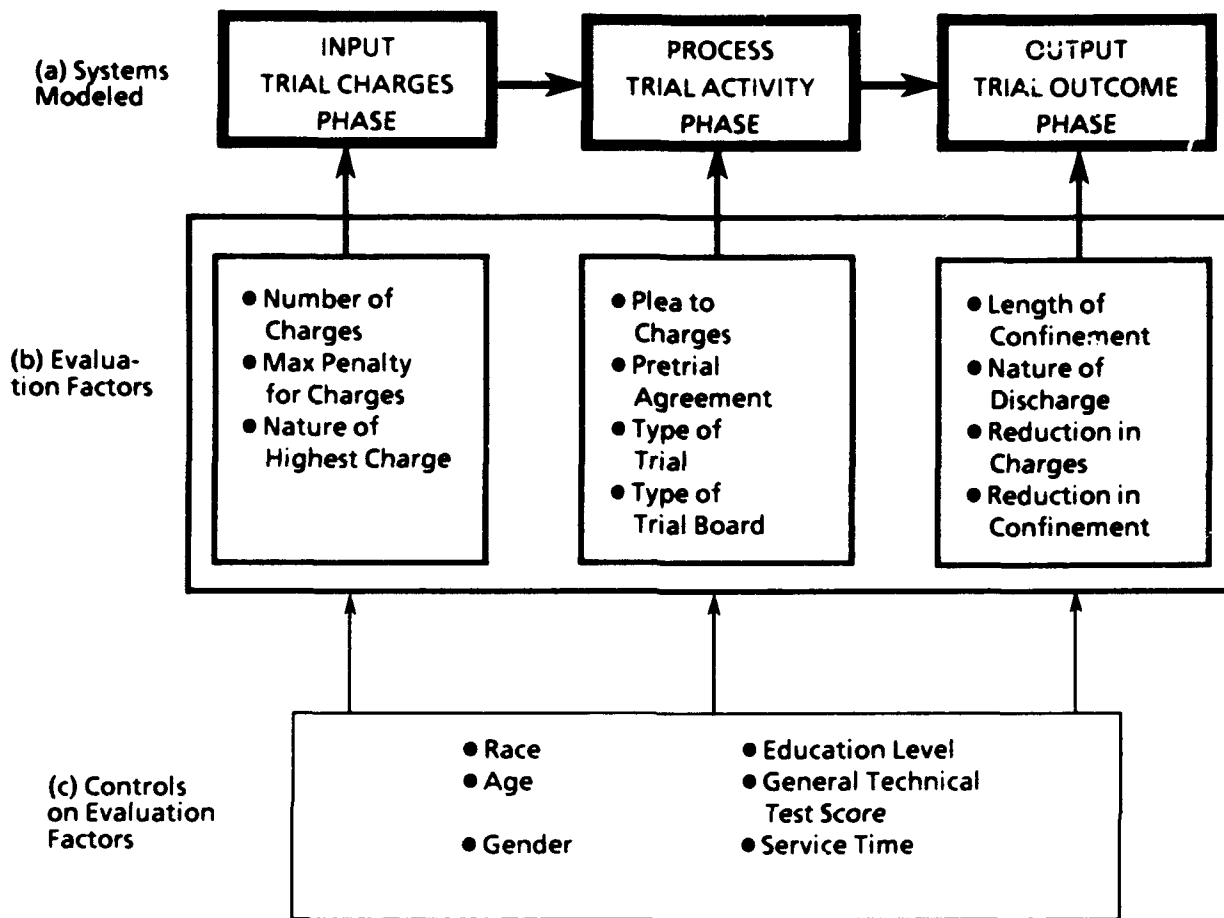 (a) Systems
Modeled
INPUT
TRIAL CHARGES
PHASE
PROCESS
TRIAL ACTIVITY
PHASE
OUTPUT
TRIAL OUTCOME
PHASE
(b) Evalua-
tion Factors
● Number of
Charges
● Max Penalty
for Charges
● Nature of
Highest Charge
● Plea to
Charges
● Pretrial
Agreement
● Type of
Trial
● Type of
Trial Board
● Length of
Confinement
● Nature of
Discharge
● Reduction in
Charges
● Reduction in
Confinement
(c) Controls
on Evaluation
Factors
● Race
● Age
● Gender
● Education Level
● General Technical
Test Score
● Service Time